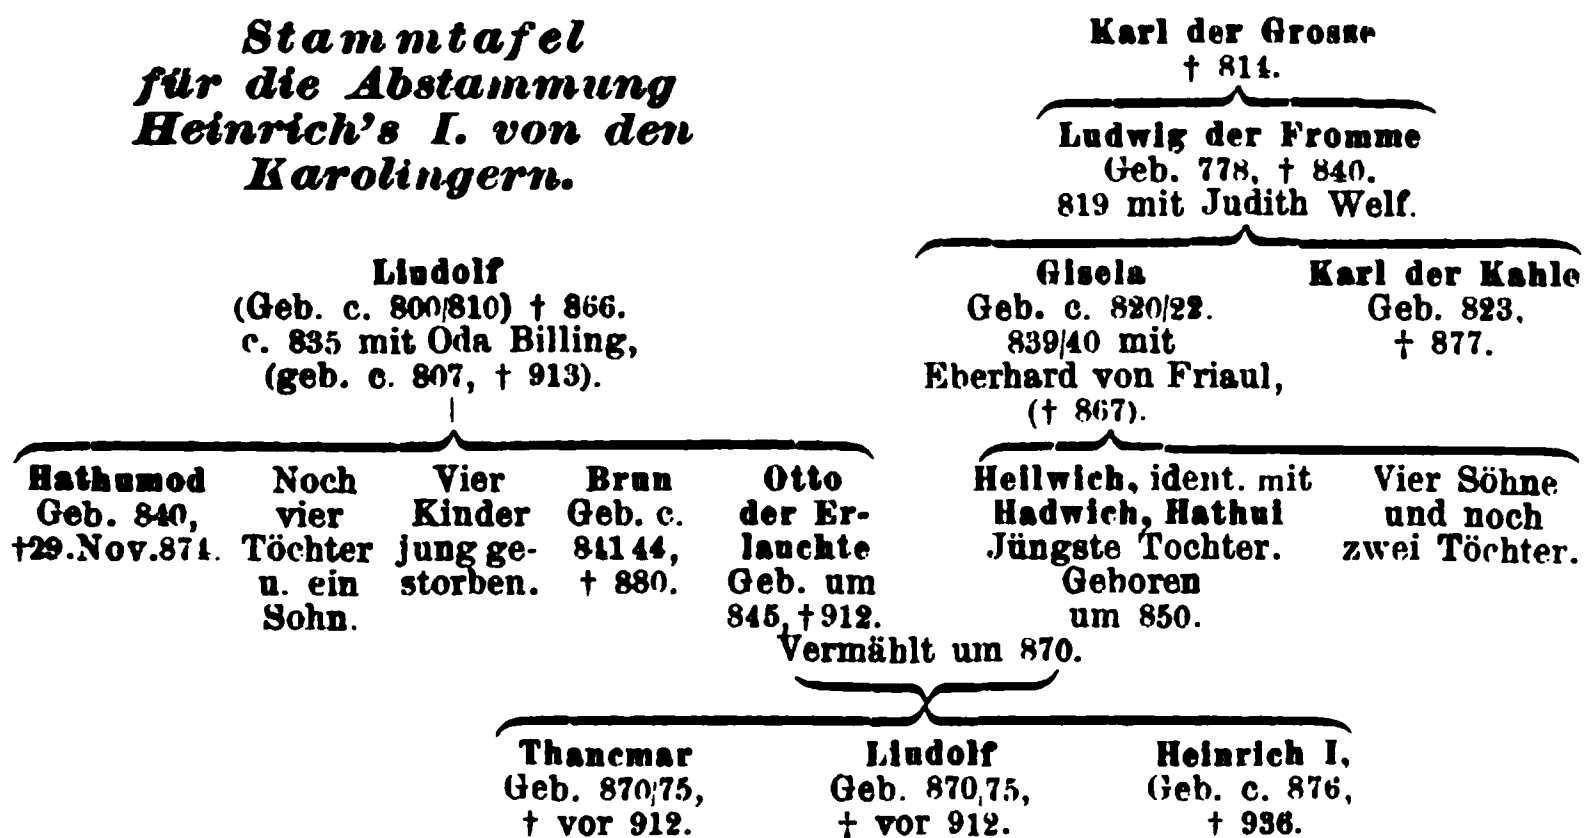 Stammtafel
für die Abstammung
Heinrich's I. von den
Karolingern.
Karl der Grosse
† 814.
Ludwig der Fromme
Geb. 778, † 840.
819 mit Judith Welf.
Liudolf
(Geb. c. 800/810) † 866.
c. 835 mit Oda Billing,
(geb. c. 807, † 913).
Gisela
Geb. c. 820/22.
839/40 mit
Eberhard von Friaul,
(† 867).
Karl der Kahle
Geb. 823,
† 877.
Hathumod
Geb. 840,
†29.Nov.874.
Noch
vier
Töchter
u. ein
Sohn.
Vier
Kinder
jung ge-
storben.
Brun
Geb. c.
841 44,
† 880.
Otto
der Er-
lauchte
Geb. um
845, † 912.
Heilwich, ident. mit
Hadwich, Hathui
Jüngste Tochter.
Geboren
um 850.
Vier Söhne
und noch
zwei Töchter.
Vermählt um 870.
Thancmar
Geb. 870/75,
† vor 912.
Liudolf
Geb. 870/75,
† vor 912.
Heinrich I,
Geb. c. 876,
† 936.